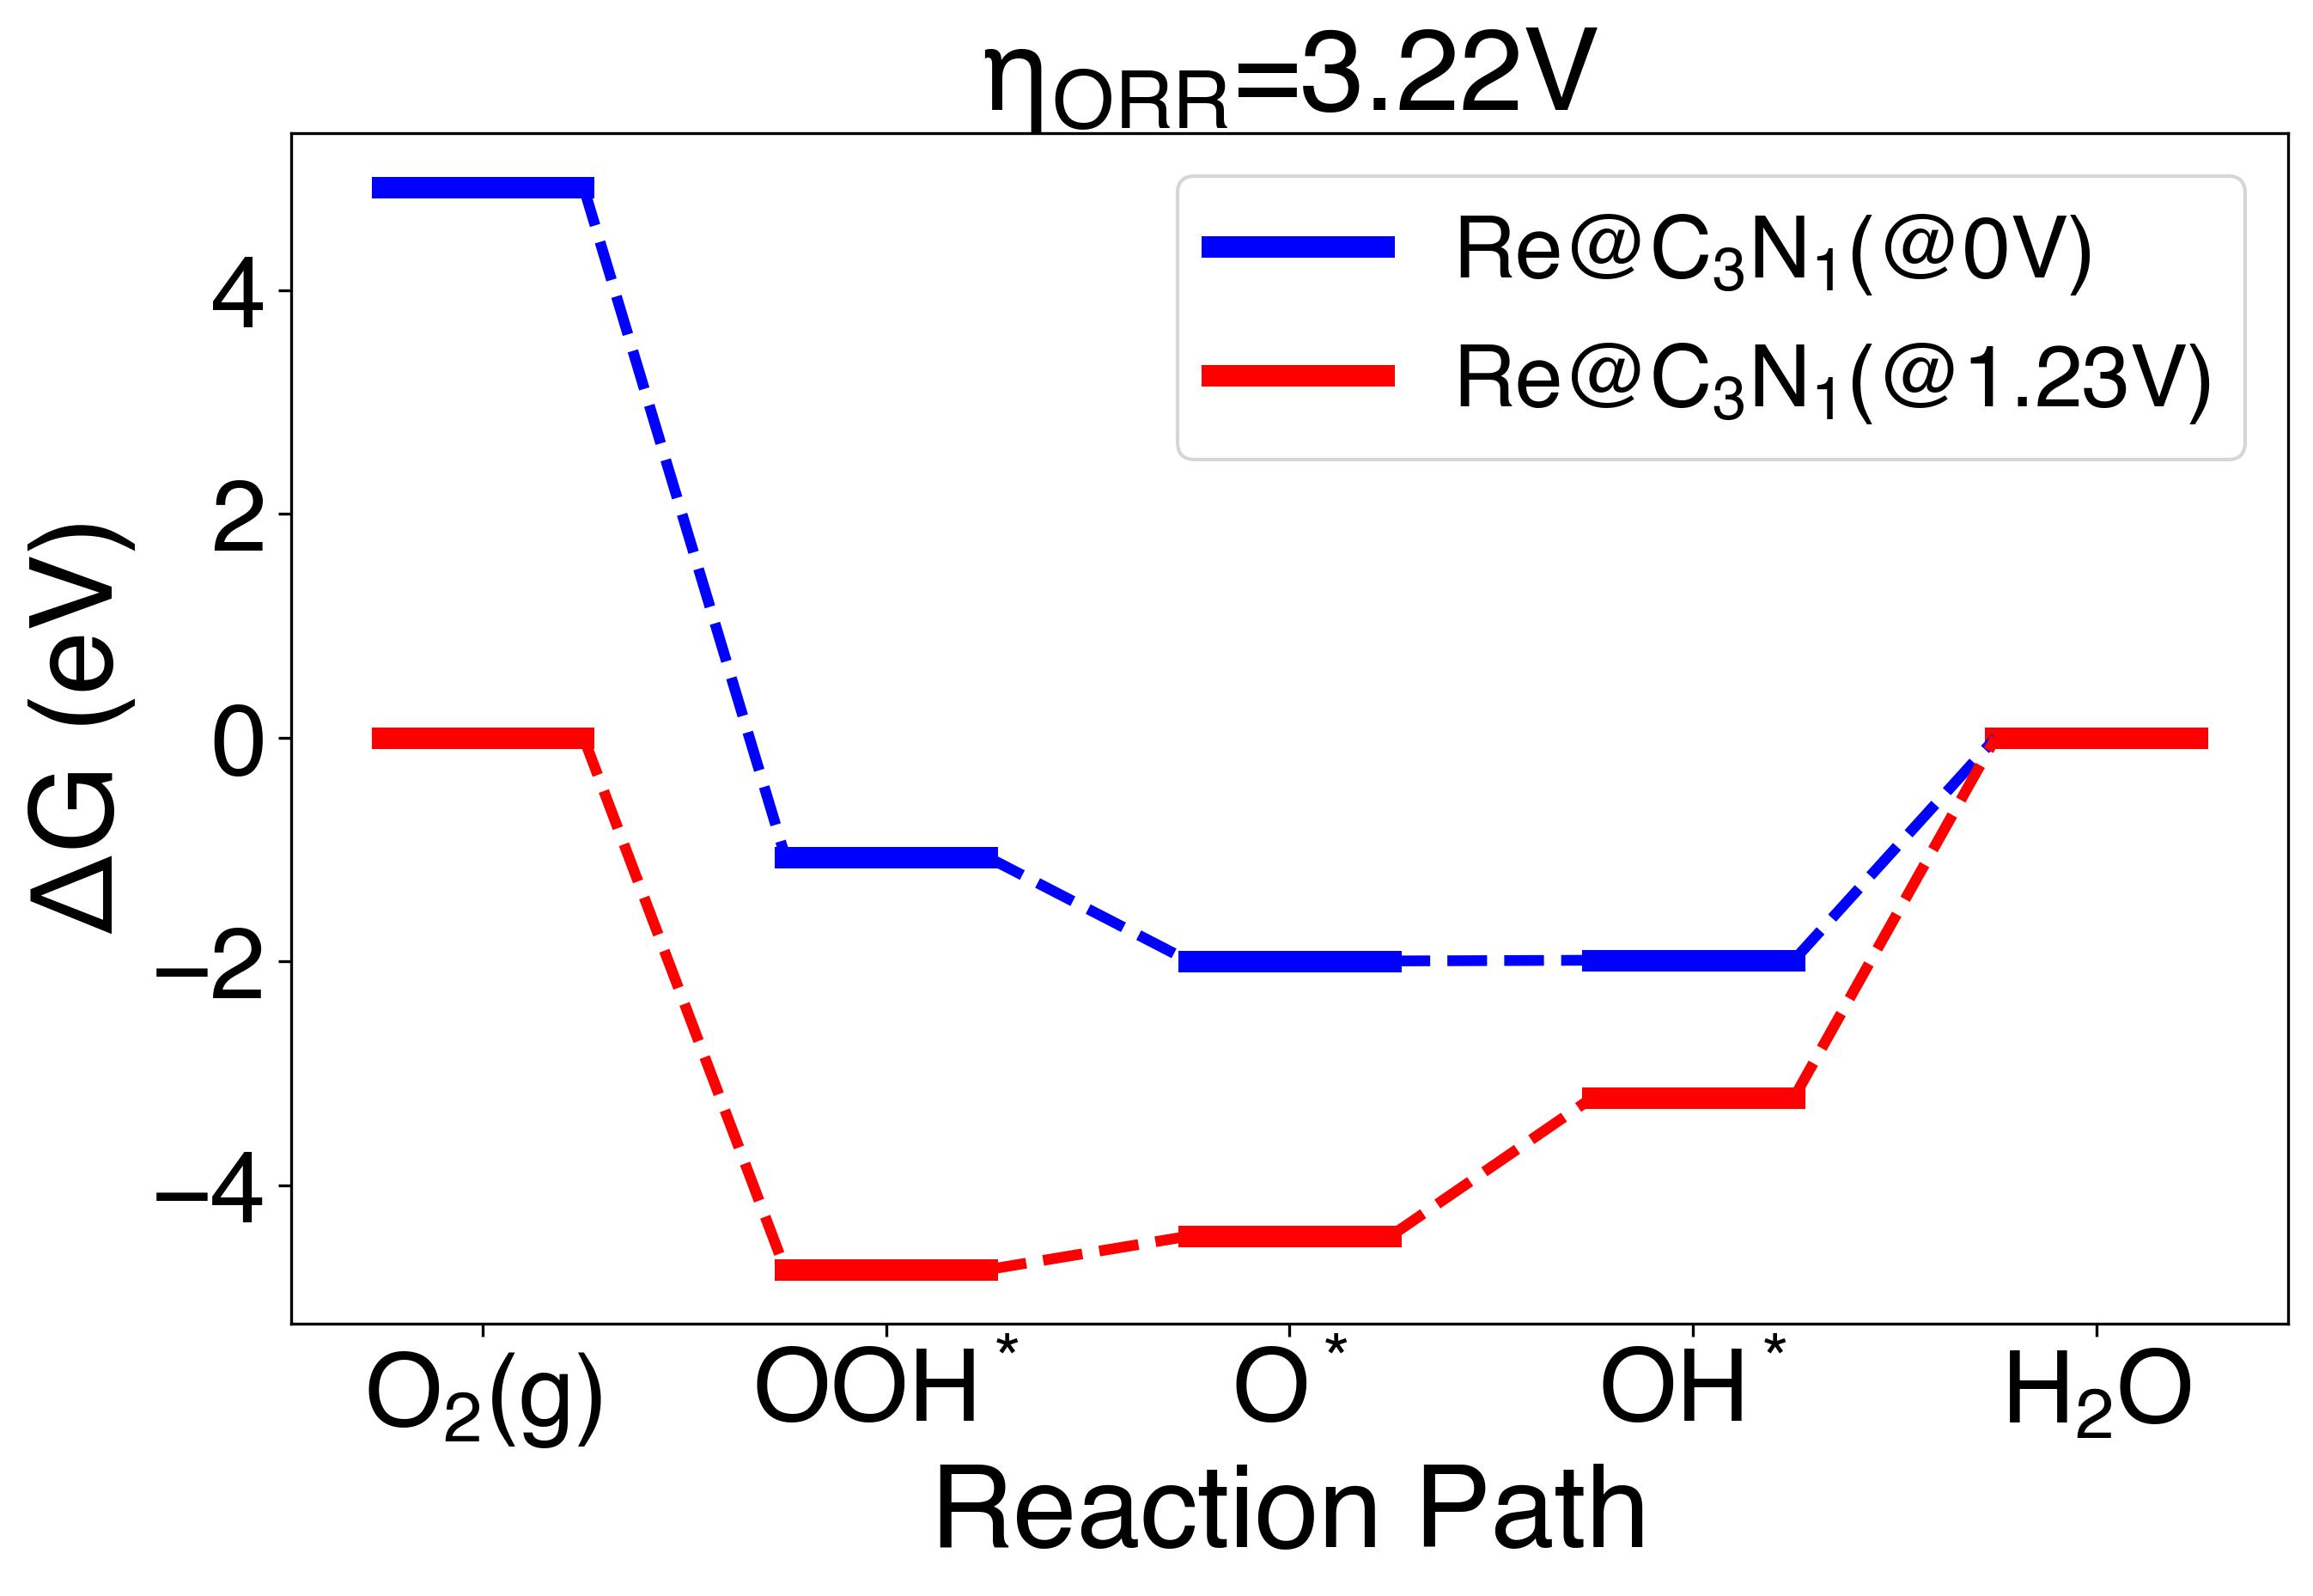 η_ORR=3.22V
Re@C₃N₁(@0V)
Re@C₃N₁(@1.23V)
ΔG (eV)
4
2
0
−2
−4
O₂(g) OOH* O* OH* H₂O
Reaction Path